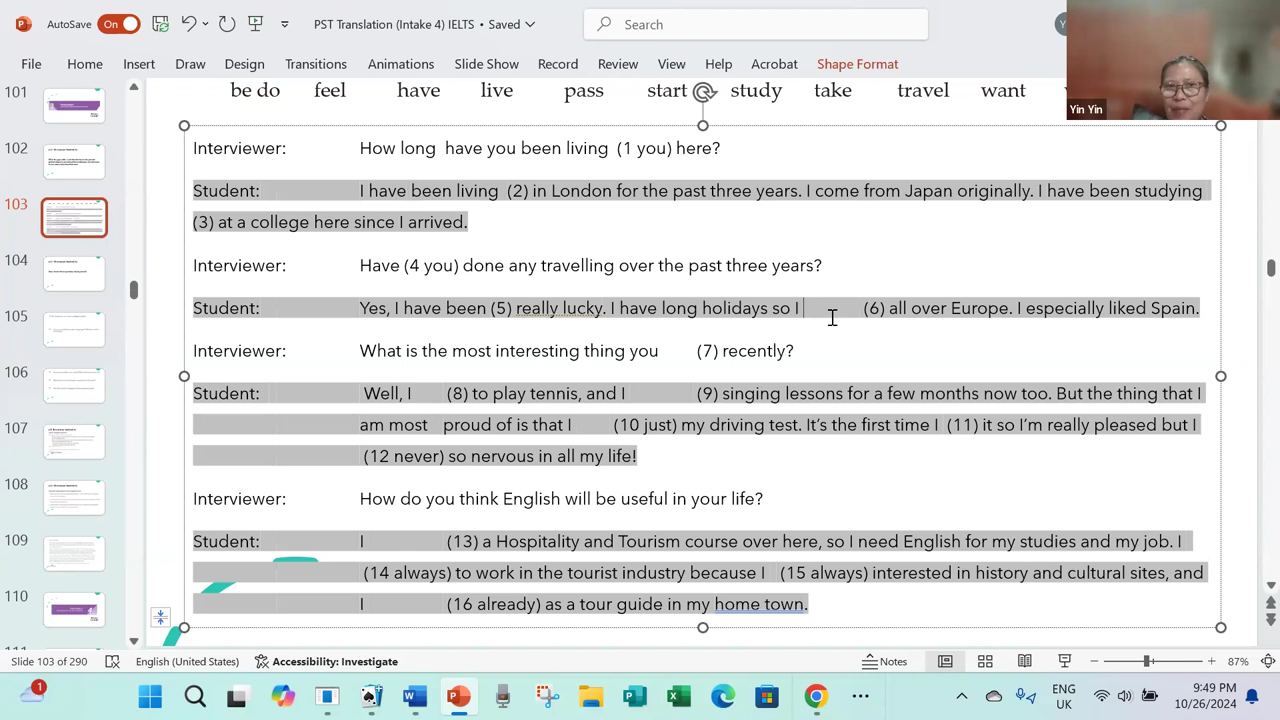 AutoSave On PST Translation (Intake 4) IELTS • Saved Search
File Home Insert Draw Design Transitions Animations Slide Show Record Review View Help Acrobat Shape Format
Yin Yin
be do feel have live pass start study take travel want
Interviewer: How long have you been living (1 you) here?
Student: I have been living (2) in London for the past three years. I come from Japan originally. I have been studying
(3) at a college here since I arrived.
Interviewer: Have (4 you) done any travelling over the past three years?
Student: Yes, I have been (5) really lucky. I have long holidays so I (6) all over Europe. I especially liked Spain.
Interviewer: What is the most interesting thing you (7) recently?
Student: Well, I (8) to play tennis, and I (9) singing lessons for a few months now too. But the thing that I
am most proud of is that I (10 just) my driving test. It's the first time I (11) it so I'm really pleased but I
(12 never) so nervous in all my life!
Interviewer: How do you think English will be useful in your life?
Student: I (13) a Hospitality and Tourism course over here, so I need English for my studies and my job. I
(14 always) to work in the tourist industry because I (15 always) interested in history and cultural sites, and
(16 already) as a tour guide in my home town.
101
102
103
104
105
106
107
108
109
110
Slide 103 of 290 English (United States) Accessibility: Investigate Notes 87%
1
ENG
UK
9:49 PM
10/26/2024